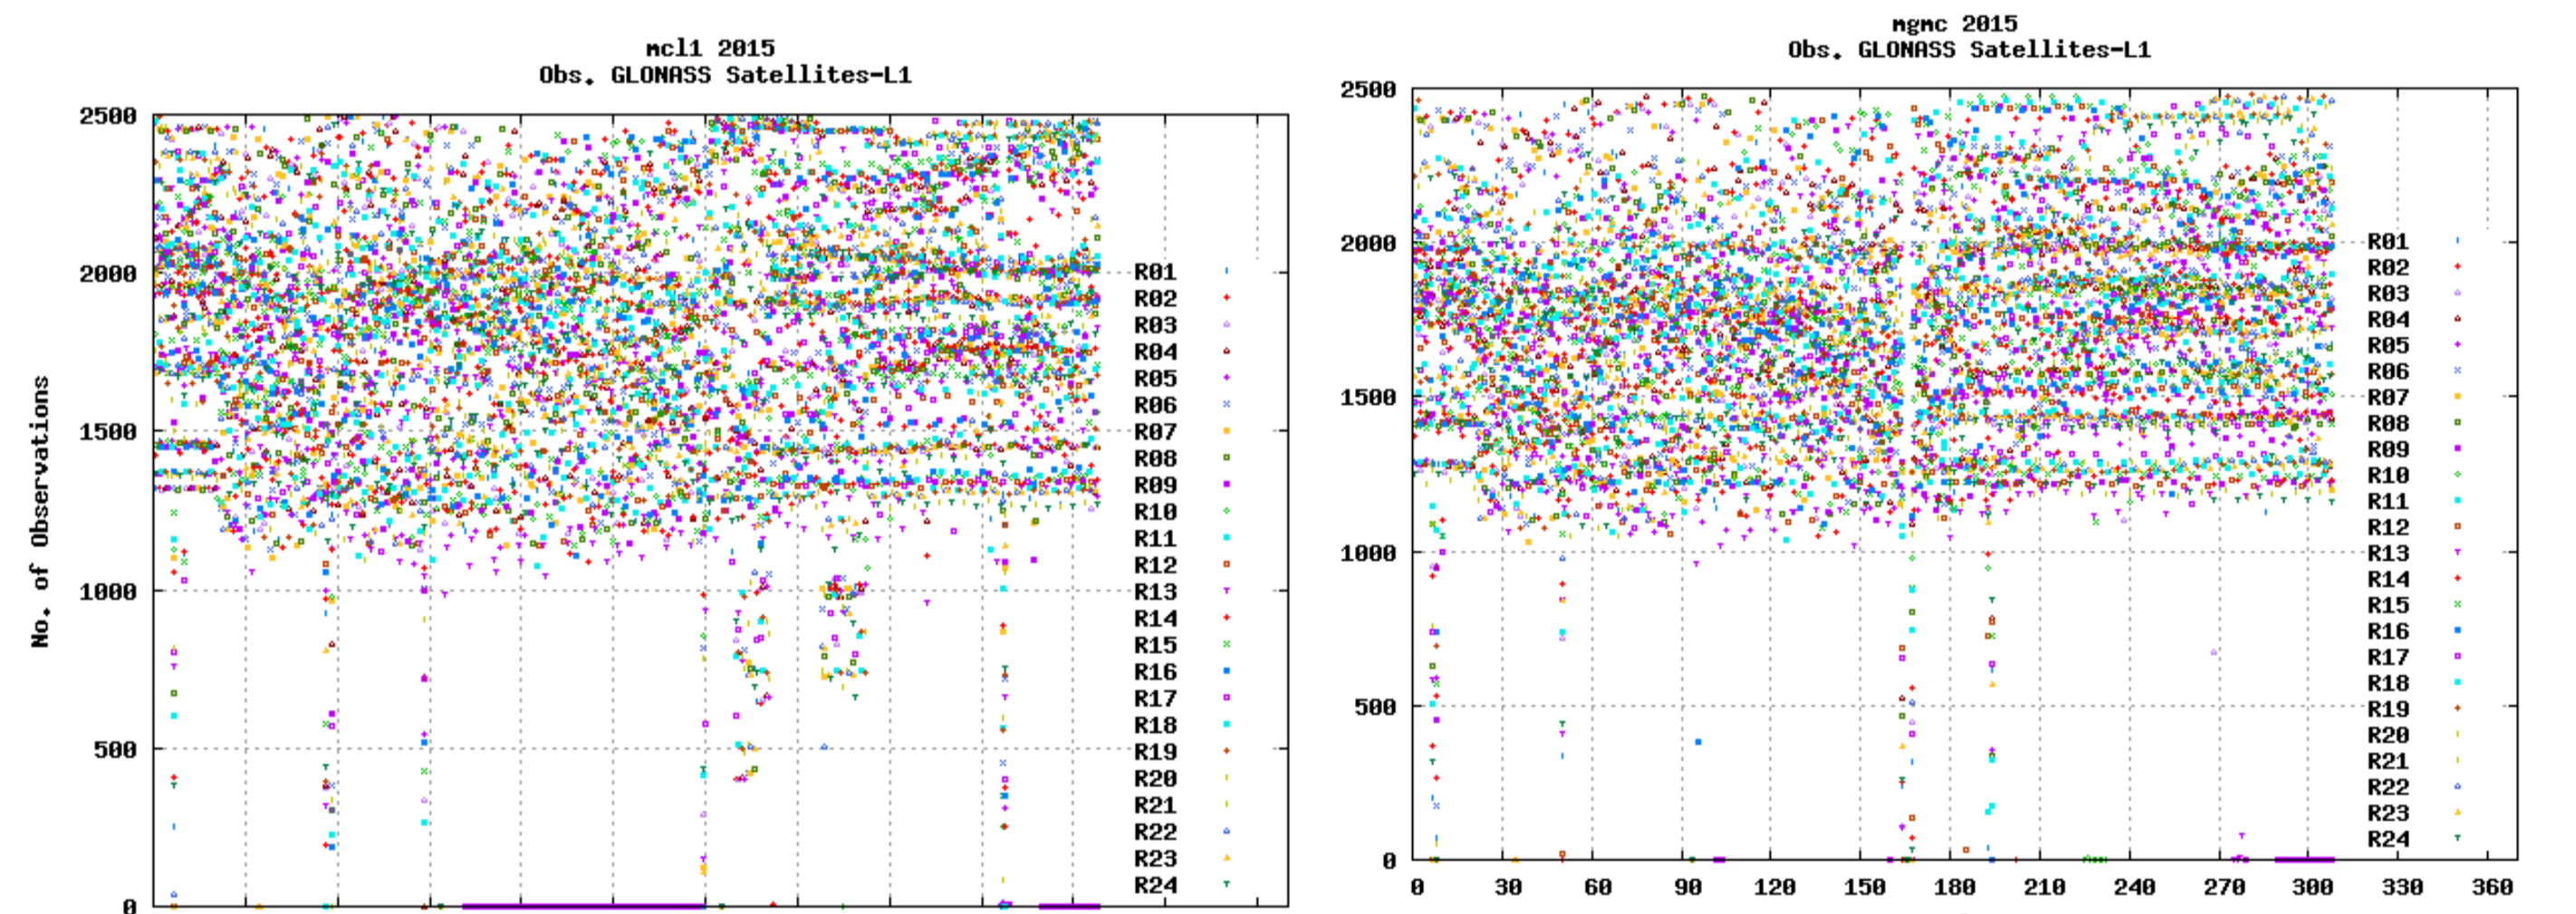 mcl1 2015
Obs. GLONASS Satellites-L1
2500
2000
1500
1000
500
0
No. of Observations
R01
R02
R03
R04
R05
R06
R07
R08
R09
R10
R11
R12
R13
R14
R15
R16
R17
R18
R19
R20
R21
R22
R23
R24
mgmc 2015
Obs. GLONASS Satellites-L1
2500
2000
1500
1000
500
0
R01
R02
R03
R04
R05
R06
R07
R08
R09
R10
R11
R12
R13
R14
R15
R16
R17
R18
R19
R20
R21
R22
R23
R24
0 30 60 90 120 150 180 210 240 270 300 330 360